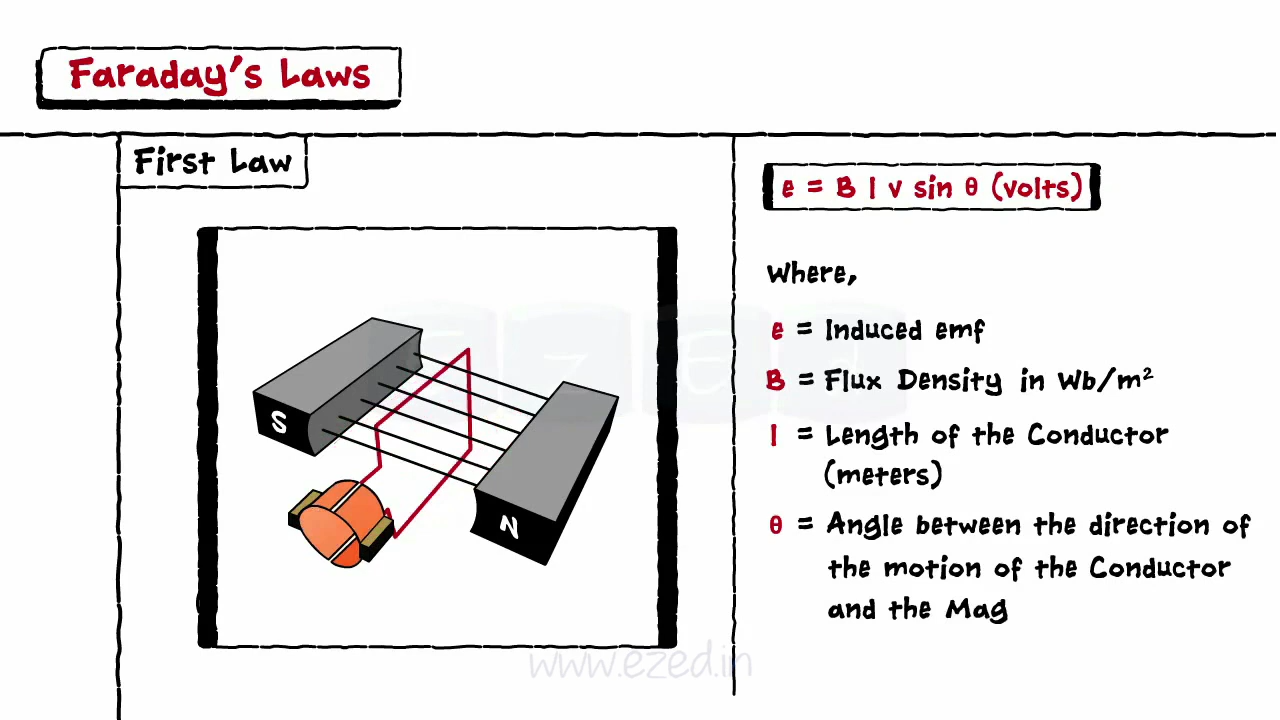 Faraday's Laws
First Law
S
N
e = B l v sin θ (volts)
Where,
e = Induced emf
B = Flux Density in Wb/m²
l = Length of the Conductor
(meters)
θ = Angle between the direction of
the motion of the Conductor
and the Mag
www.ezed.in